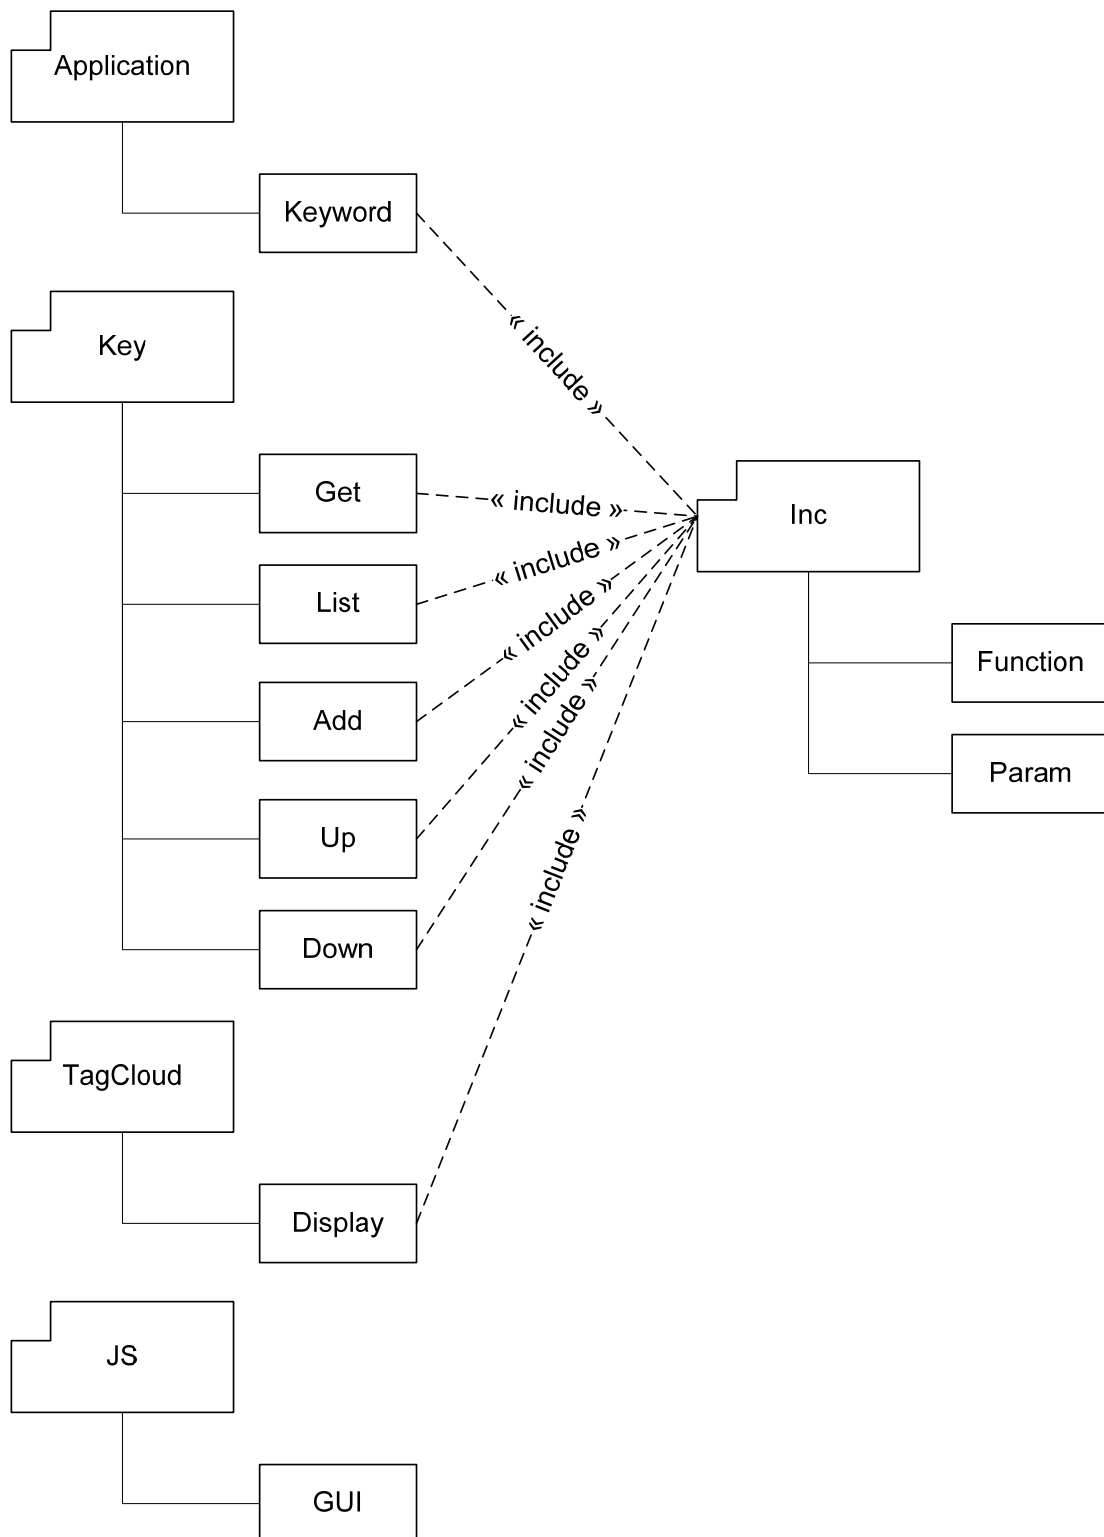 Application
Keyword
« include »
Key
Get
« include »
Inc
List
« include »
Add
« include »
Function
Up
« include »
Param
Down
« include »
TagCloud
Display
« include »
JS
GUI